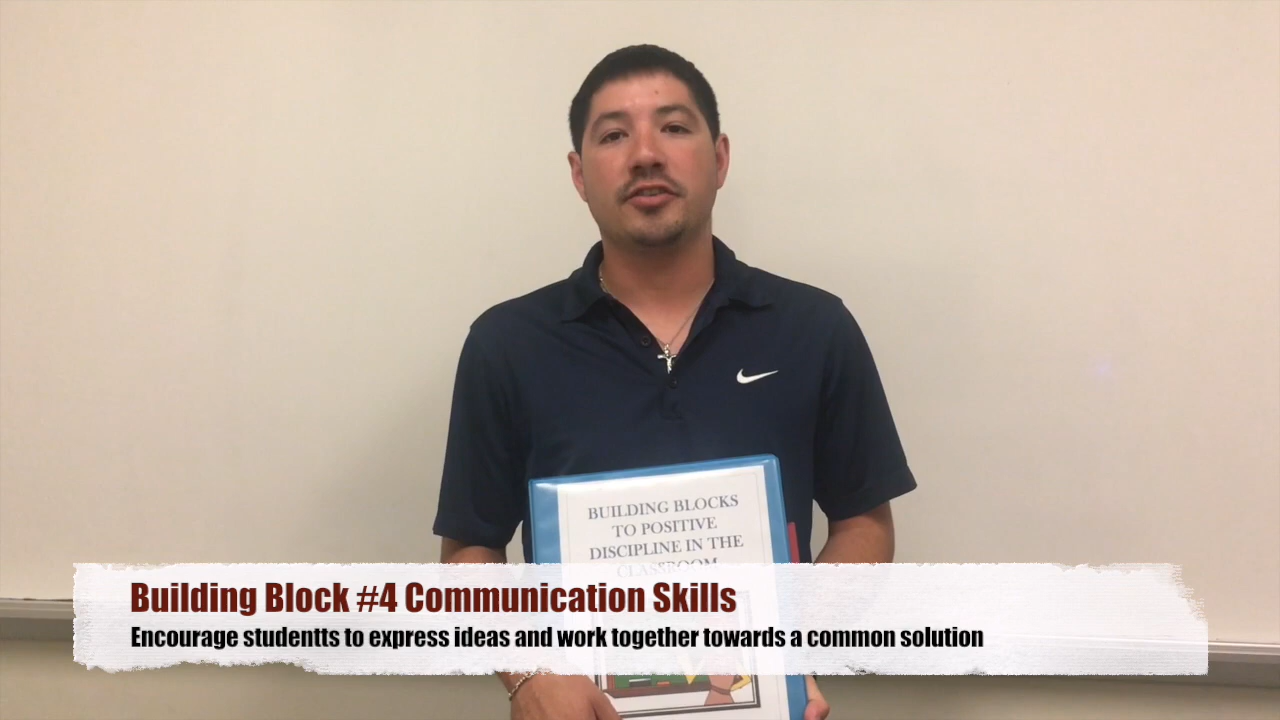 BUILDING BLOCKS
TO POSITIVE
DISCIPLINE IN THE
CLASSROOM
Building Block #4 Communication Skills
Encourage studentts to express ideas and work together towards a common solution